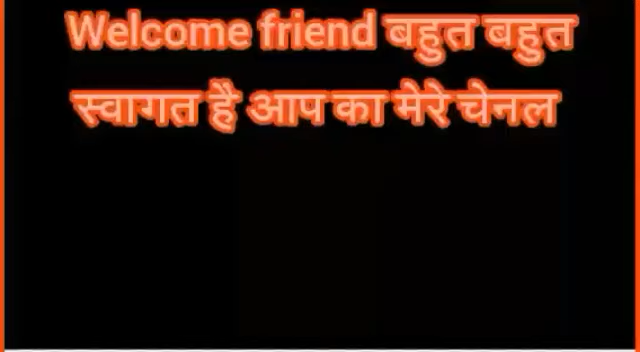 Welcome friend बहुत बहुत
स्वागत है आप का मेरे चेनल